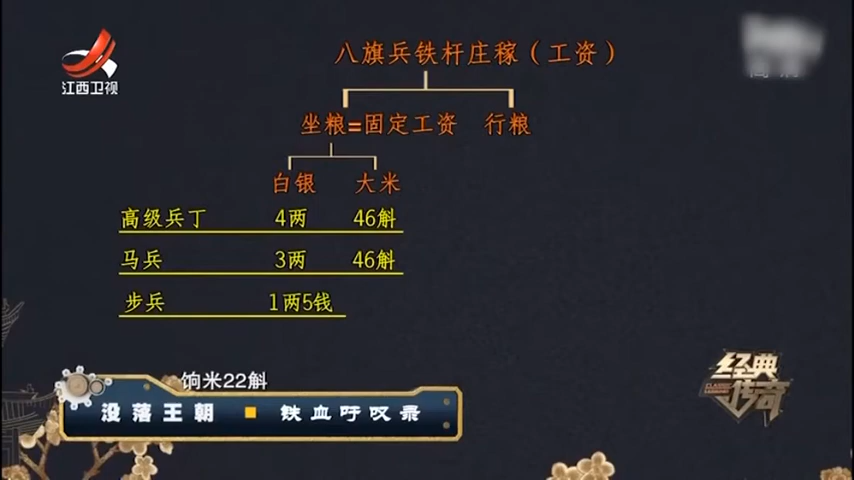 八旗兵铁杆庄稼（工资）
江西卫视
坐粮=固定工资 行粮
白银 大米
高级兵丁 4两 46斛
马兵 3两 46斛
步兵 1两5钱
饷米22斛
没落王朝 ■ 铁血吁叹录
经典
CLASSIC
传奇